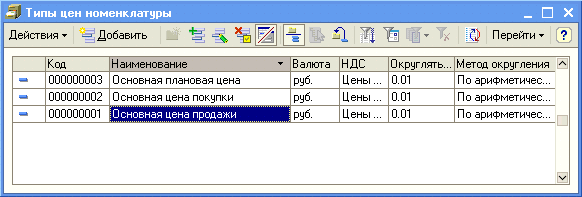 Типы цен номенклатуры
Действия Добавить Перейти ?
Код Наименование Валюта НДС Округлять... Метод округления
000000003 Основная плановая цена руб. Цены ... 0.01 По арифметичес...
000000002 Основная цена покупки руб. Цены ... 0.01 По арифметичес...
000000001 Основная цена продажи руб. Цены ... 0.01 По арифметичес...